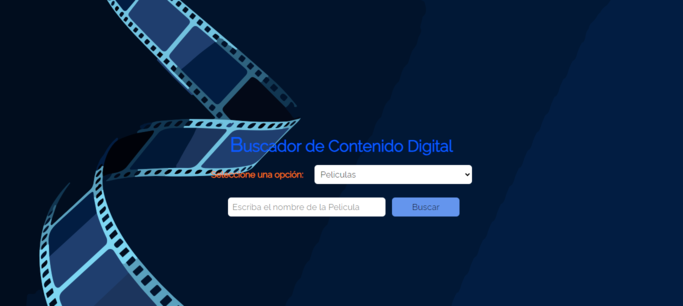 Buscador de Contenido Digital
Seleccione una opción: Peliculas
Escriba el nombre de la Pelicula Buscar